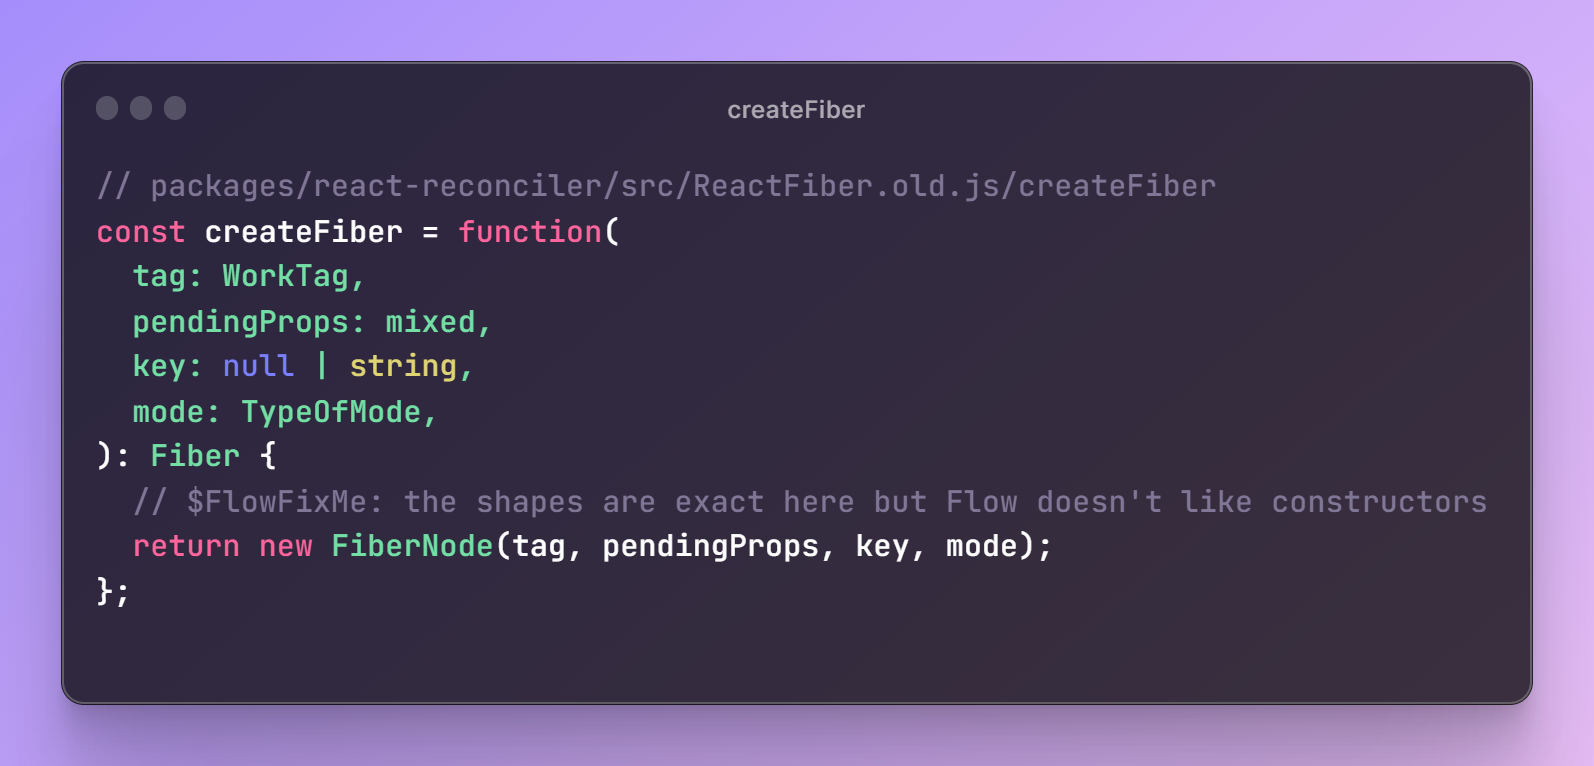 createFiber
// packages/react-reconciler/src/ReactFiber.old.js/createFiber
const createFiber = function(
  tag: WorkTag,
  pendingProps: mixed,
  key: null | string,
  mode: TypeOfMode,
): Fiber {
  // $FlowFixMe: the shapes are exact here but Flow doesn't like constructors
  return new FiberNode(tag, pendingProps, key, mode);
};